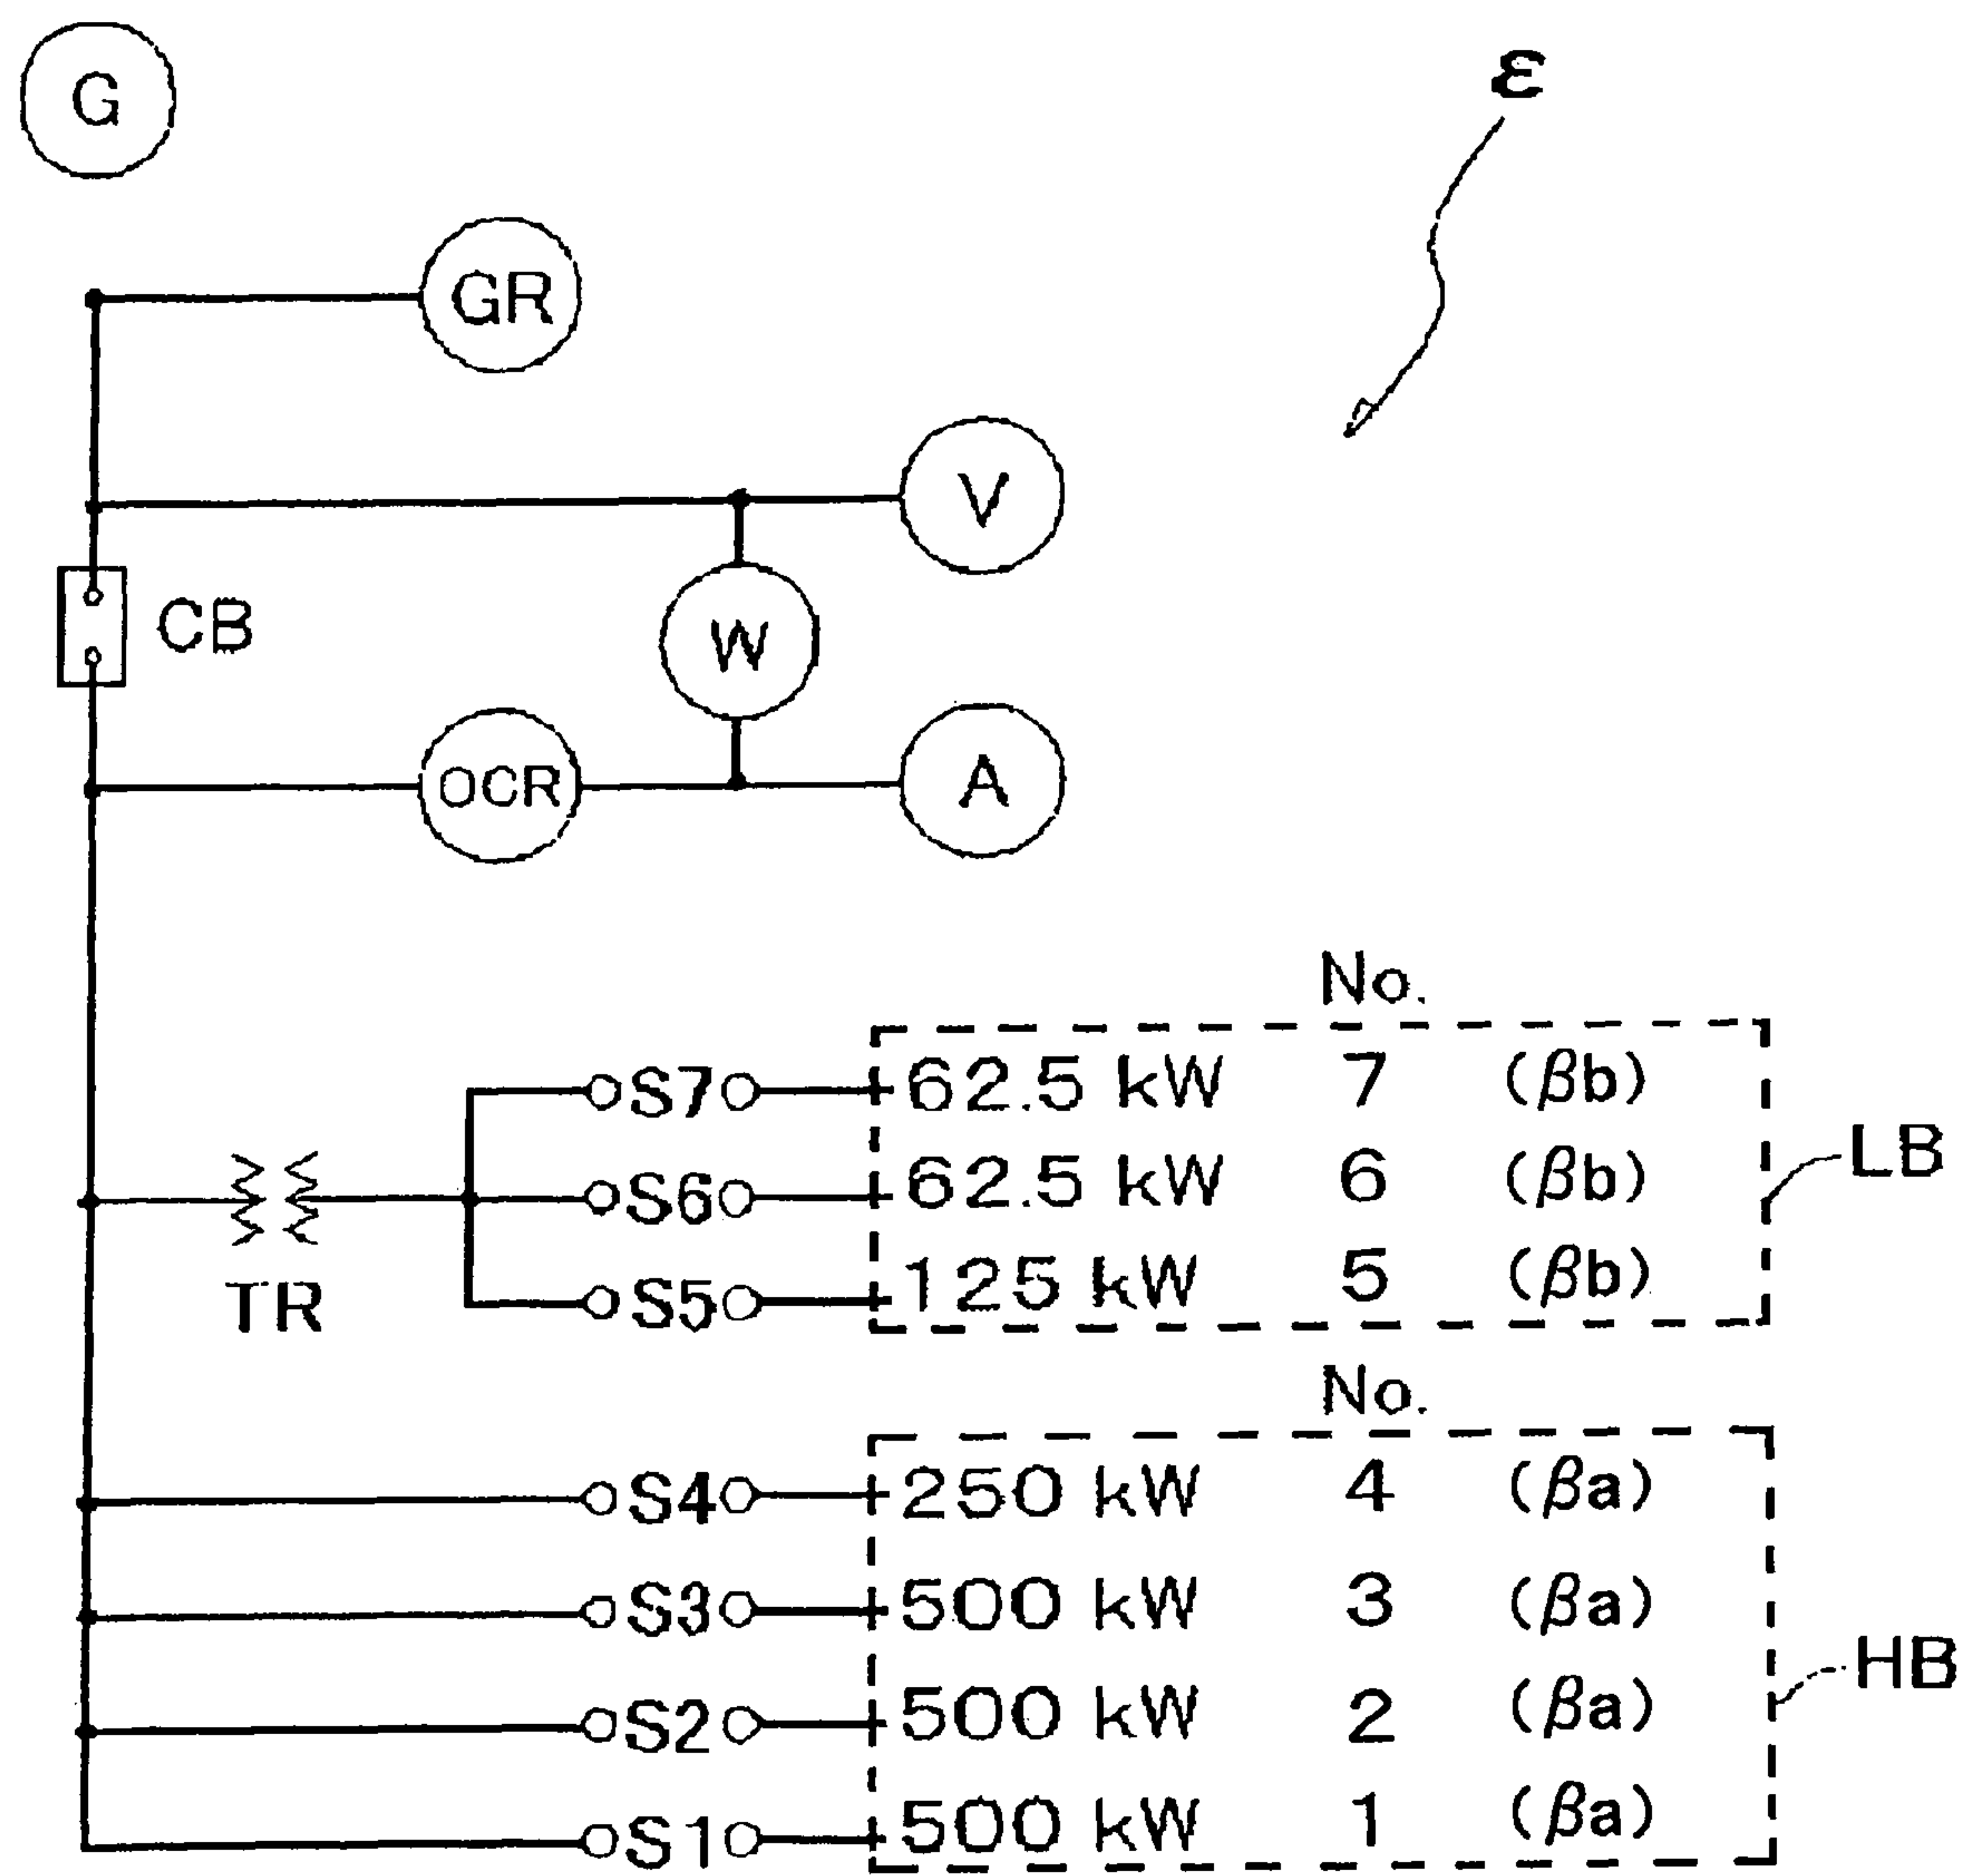 G
ε
GR
V
CB
W
OCR
A
No.
S7 62.5 kW 7 (βb)
LB
S6 62.5 kW 6 (βb)
S5 125 kW 5 (βb)
TR
No.
S4 250 kW 4 (βa)
S3 500 kW 3 (βa)
HB
S2 500 kW 2 (βa)
S1 500 kW 1 (βa)